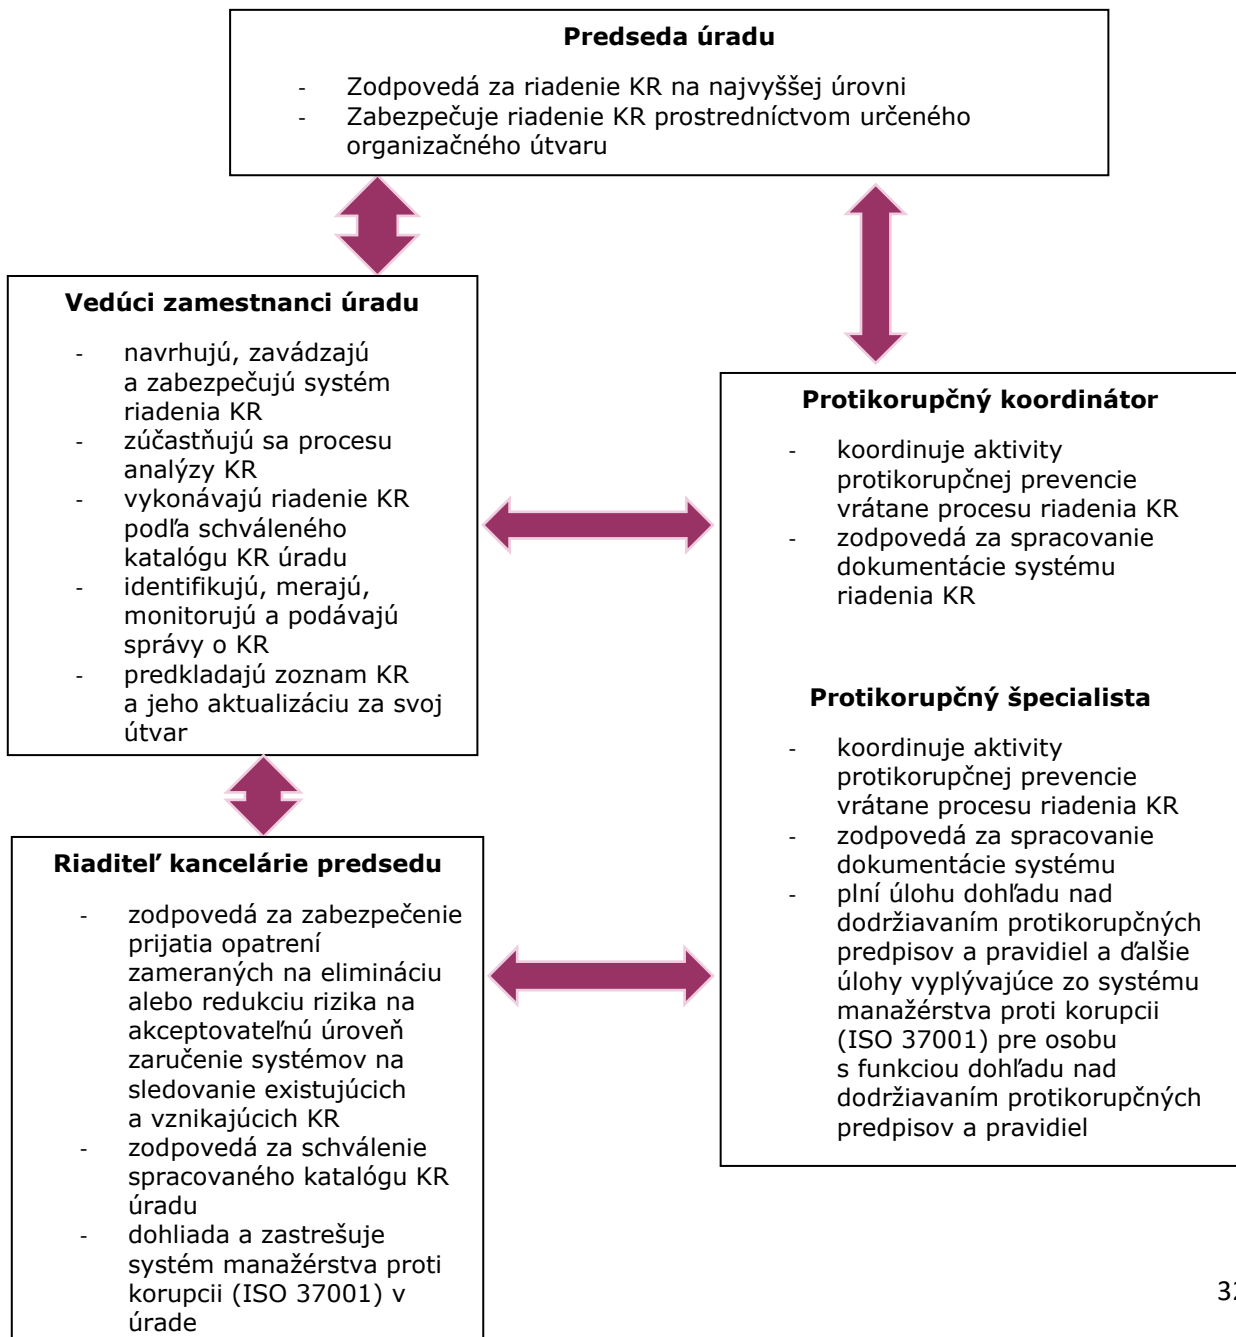 Predseda úradu
- Zodpovedá za riadenie KR na najvyššej úrovni
- Zabezpečuje riadenie KR prostredníctvom určeného
organizačného útvaru
Vedúci zamestnanci úradu
- navrhujú, zavádzajú
a zabezpečujú systém
riadenia KR
- zúčastňujú sa procesu
analýzy KR
- vykonávajú riadenie KR
podľa schváleného
katalógu KR úradu
- identifikujú, merajú,
monitorujú a podávajú
správy o KR
- predkladajú zoznam KR
a jeho aktualizáciu za svoj
útvar
Protikorupčný koordinátor
- koordinuje aktivity
protikorupčnej prevencie
vrátane procesu riadenia KR
- zodpovedá za spracovanie
dokumentácie systému
riadenia KR
Protikorupčný špecialista
- koordinuje aktivity
protikorupčnej prevencie
vrátane procesu riadenia KR
- zodpovedá za spracovanie
dokumentácie systému
- plní úlohu dohľadu nad
dodržiavaním protikorupčných
predpisov a pravidiel a ďalšie
úlohy vyplývajúce zo systému
manažérstva proti korupcii
(ISO 37001) pre osobu
s funkciou dohľadu nad
dodržiavaním protikorupčných
predpisov a pravidiel
Riaditeľ kancelárie predsedu
- zodpovedá za zabezpečenie
prijatia opatrení
zameraných na elimináciu
alebo redukciu rizika na
akceptovateľnú úroveň
zaručenie systémov na
sledovanie existujúcich
a vznikajúcich KR
- zodpovedá za schválenie
spracovaného katalógu KR
úradu
- dohliada a zastrešuje
systém manažérstva proti
korupcii (ISO 37001) v
úrade
32